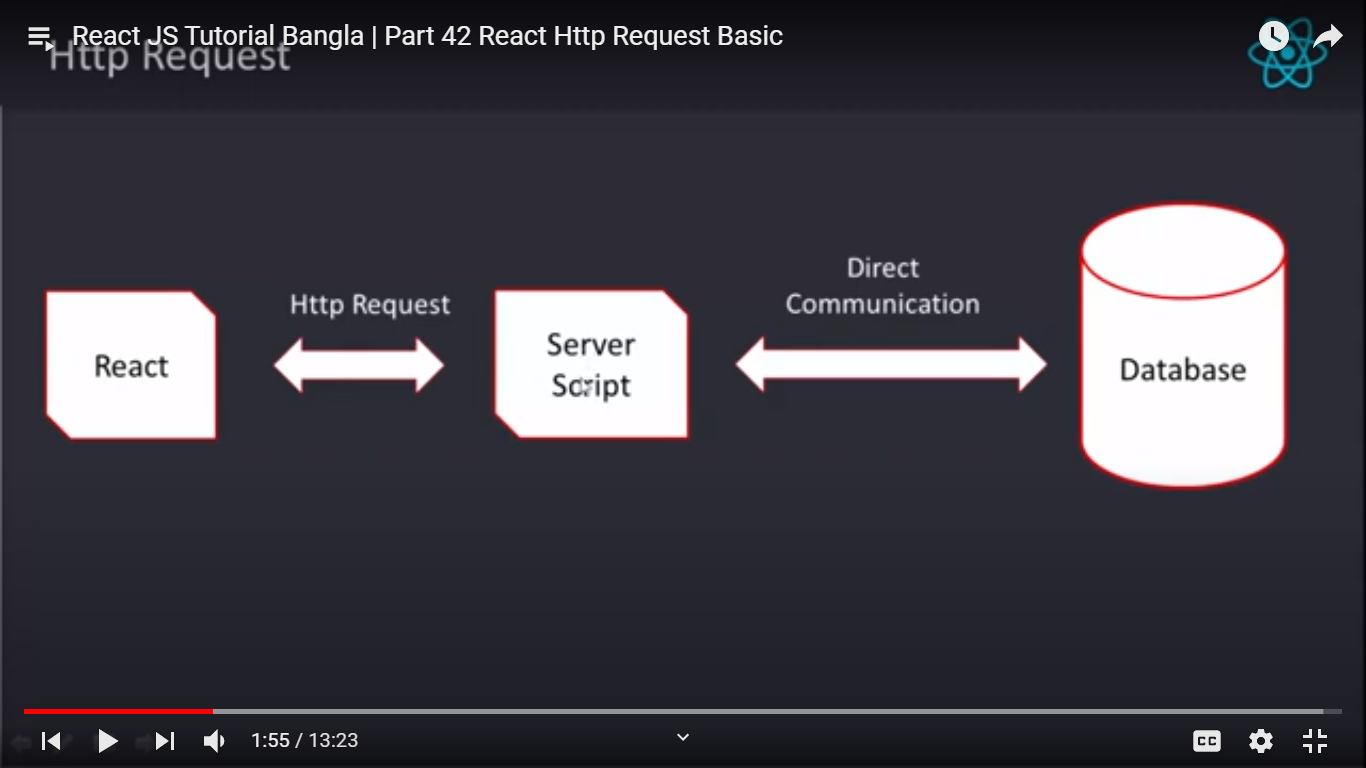 React JS Tutorial Bangla | Part 42 React Http Request Basic
Http Request
Direct
Communication
Http Request
React
Server
Script
Database
1:55 / 13:23
CC